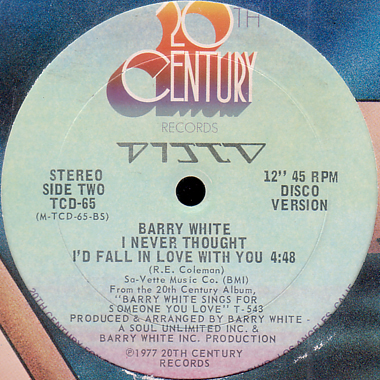 20TH
CENTURY
RECORDS
DISCO
STEREO
SIDE TWO
TCD-65
(M-TCD-65-BS)
12" 45 RPM
DISCO
VERSION
BARRY WHITE
I NEVER THOUGHT
I'D FALL IN LOVE WITH YOU 4:48
(R.E. Coleman)
Sa-Vette Music Co. (BMI)
From the 20th Century Album,
"BARRY WHITE SINGS FOR
SOMEONE YOU LOVE" T-543
PRODUCED & ARRANGED BY BARRY WHITE -
A SOUL UNLIMITED INC. &
BARRY WHITE INC. PRODUCTION
Ⓟ1977 20TH CENTURY
RECORDS
20TH CENTURY